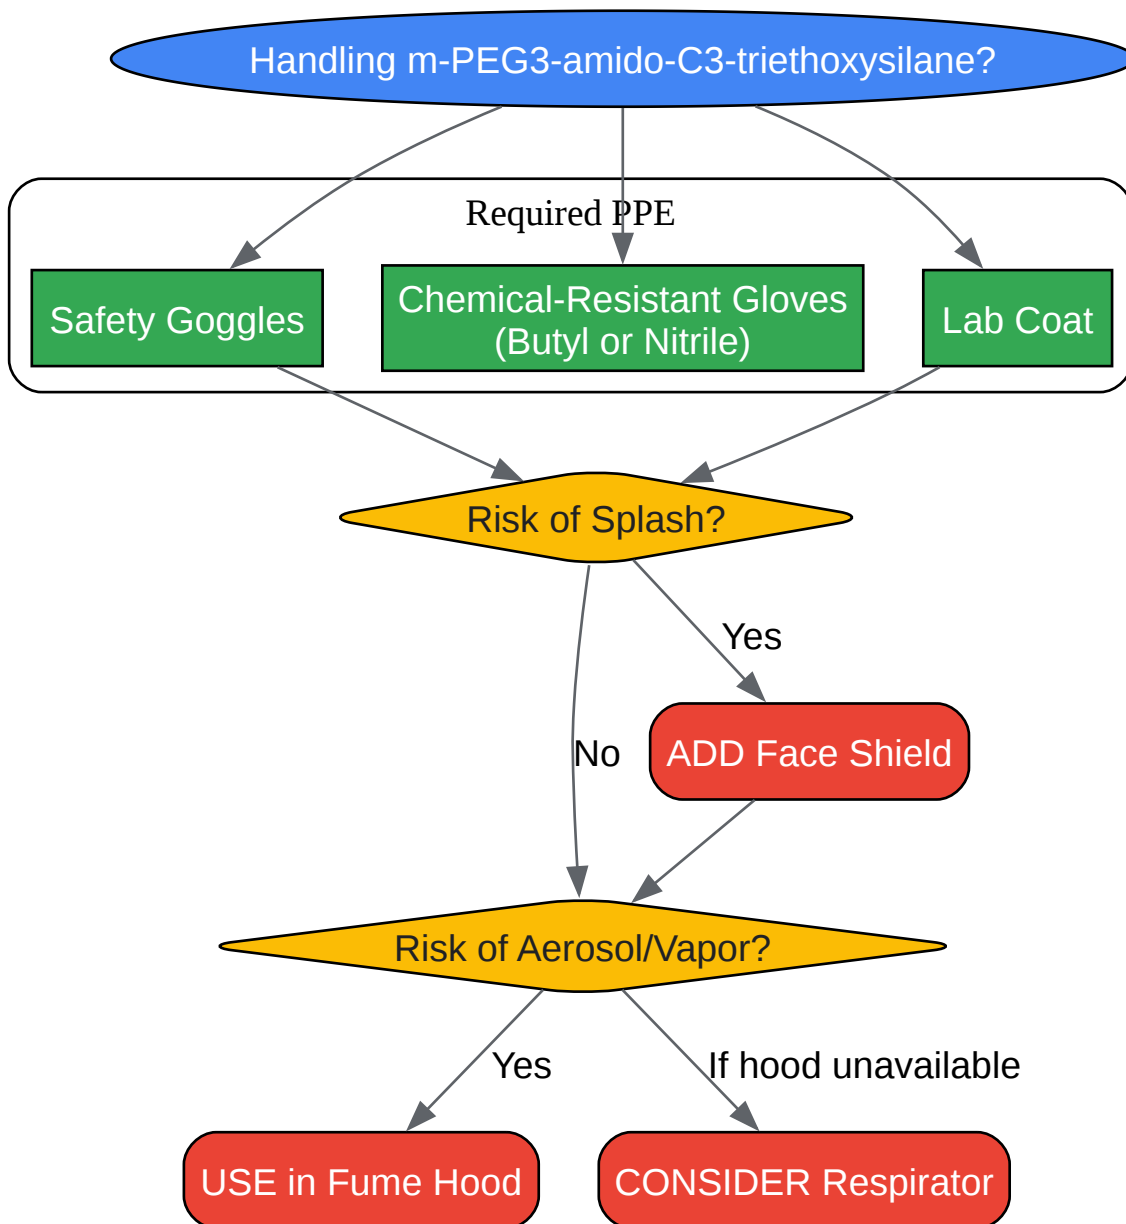 Handling m-PEG3-amido-C3-triethoxysilane?
Required PPE
Safety Goggles
Chemical-Resistant Gloves
(Butyl or Nitrile)
Lab Coat
Risk of Splash?
Yes
No
ADD Face Shield
Risk of Aerosol/Vapor?
Yes
If hood unavailable
USE in Fume Hood
CONSIDER Respirator